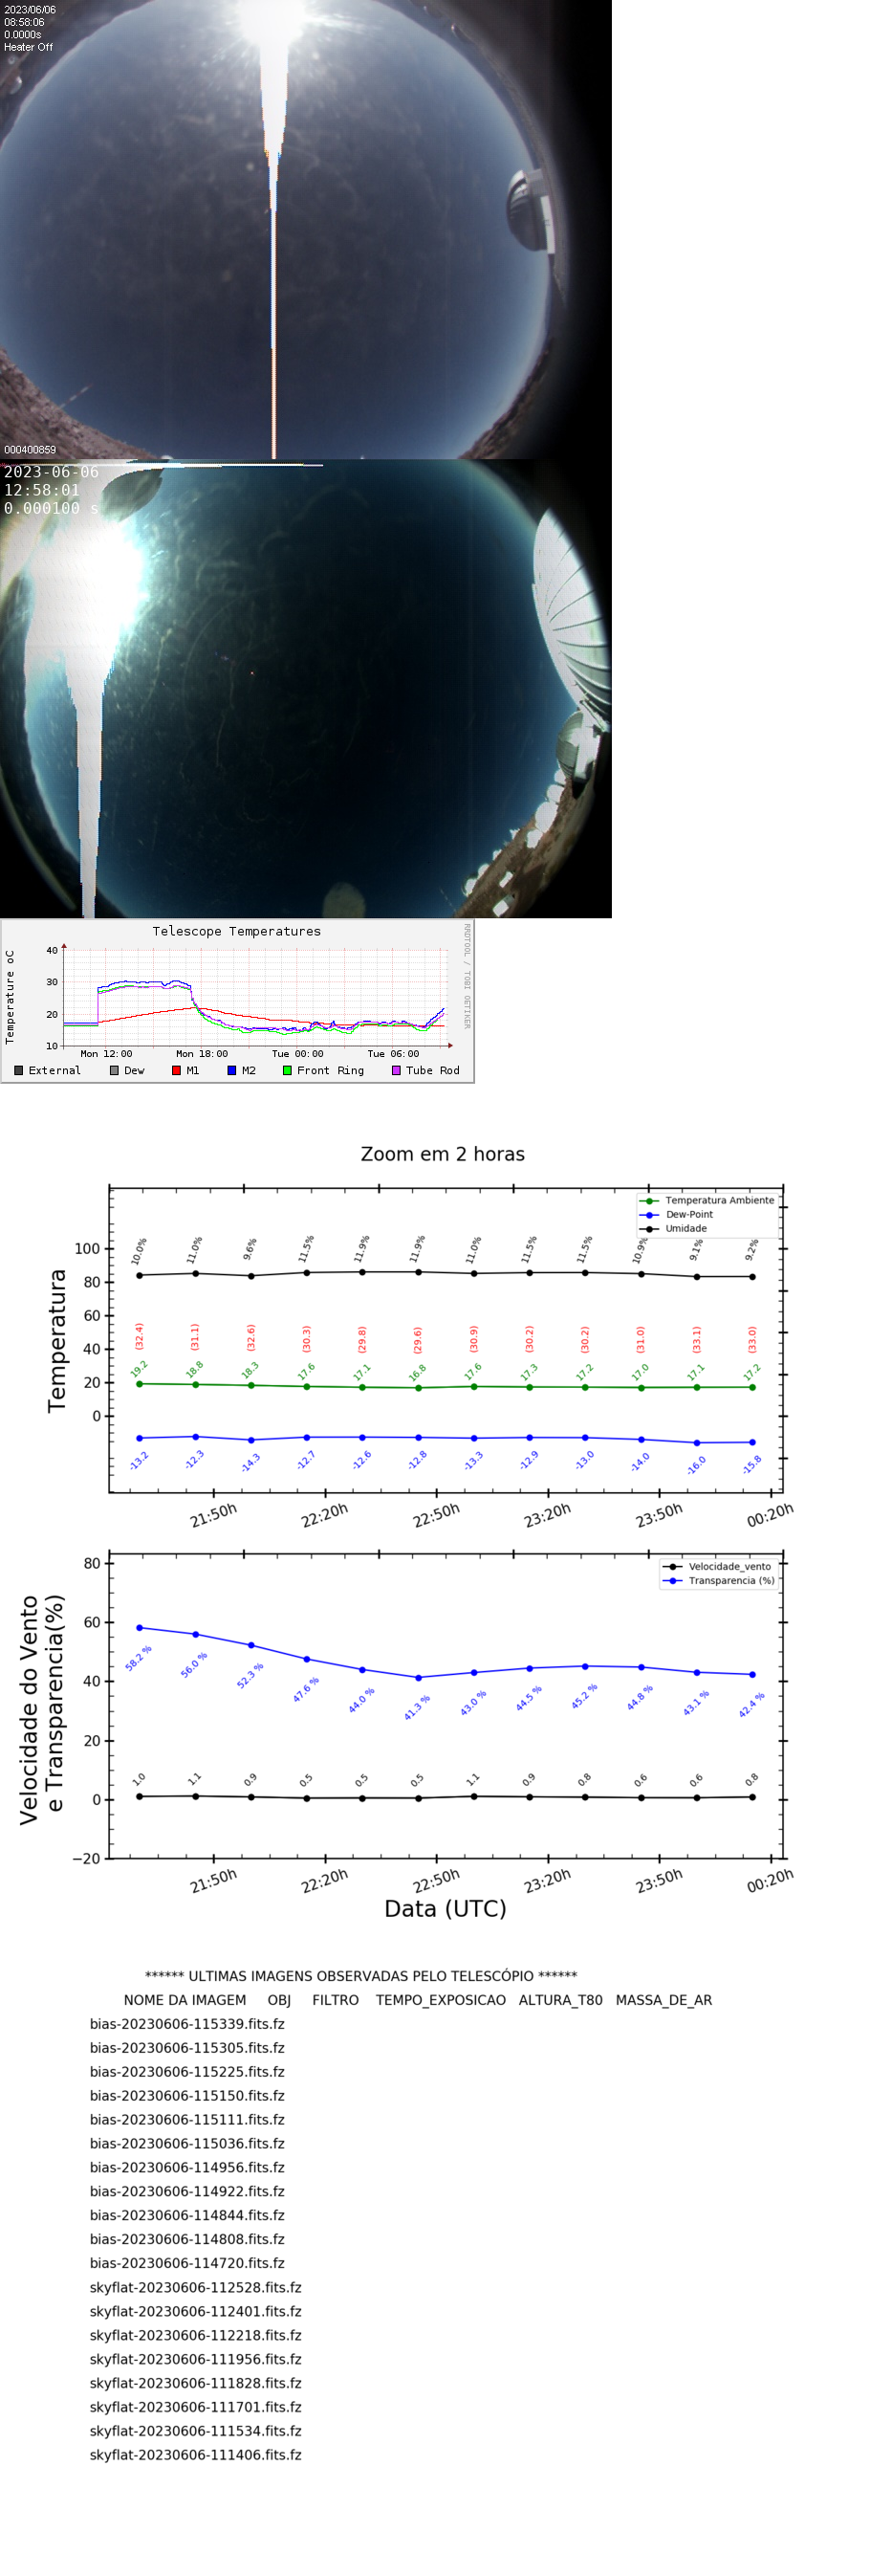 2023/06/06
08:58:06
0.0000s
Heater Off
000400859
2023-06-06
12:58:01
0.000100 s
Telescope Temperatures
RRDTOOL / TOBI OETIKER
Temperature oC
40
30
20
10
Mon 12:00 Mon 18:00 Tue 00:00 Tue 06:00
External Dew M1 M2 Front Ring Tube Rod
Zoom em 2 horas
Temperatura Ambiente
Dew-Point
Umidade
Temperatura
100
80
60
40
20
0
10.0% 11.0% 9.6% 11.5% 11.9% 11.9% 11.0% 11.5% 11.5% 10.9% 9.1% 9.2%
(32.4) (31.1) (32.6) (30.3) (29.8) (29.6) (30.9) (30.2) (30.2) (31.0) (33.1) (33.0)
19.2 18.8 18.3 17.6 17.1 16.8 17.6 17.3 17.2 17.0 17.1 17.2
-13.2 -12.3 -14.3 -12.7 -12.6 -12.8 -13.3 -12.9 -13.0 -14.0 -16.0 -15.8
21:50h 22:20h 22:50h 23:20h 23:50h 00:20h
Velocidade_vento
Transparencia (%)
Velocidade do Vento
e Transparencia(%)
80
60
40
20
0
−20
58.2 % 56.0 % 52.3 % 47.6 % 44.0 % 41.3 % 43.0 % 44.5 % 45.2 % 44.8 % 43.1 % 42.4 %
1.0 1.1 0.9 0.5 0.5 0.5 1.1 0.9 0.8 0.6 0.6 0.8
21:50h 22:20h 22:50h 23:20h 23:50h 00:20h
Data (UTC)
****** ULTIMAS IMAGENS OBSERVADAS PELO TELESCÓPIO ******
NOME DA IMAGEM OBJ FILTRO TEMPO_EXPOSICAO ALTURA_T80 MASSA_DE_AR
bias-20230606-115339.fits.fz
bias-20230606-115305.fits.fz
bias-20230606-115225.fits.fz
bias-20230606-115150.fits.fz
bias-20230606-115111.fits.fz
bias-20230606-115036.fits.fz
bias-20230606-114956.fits.fz
bias-20230606-114922.fits.fz
bias-20230606-114844.fits.fz
bias-20230606-114808.fits.fz
bias-20230606-114720.fits.fz
skyflat-20230606-112528.fits.fz
skyflat-20230606-112401.fits.fz
skyflat-20230606-112218.fits.fz
skyflat-20230606-111956.fits.fz
skyflat-20230606-111828.fits.fz
skyflat-20230606-111701.fits.fz
skyflat-20230606-111534.fits.fz
skyflat-20230606-111406.fits.fz